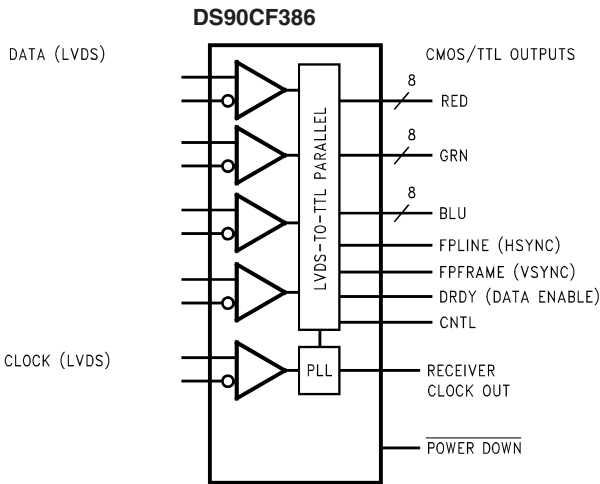 DS90CF386
DATA (LVDS)
CMOS/TTL OUTPUTS
8
RED
8
GRN
8
BLU
LVDS-TO-TTL PARALLEL
FPLINE (HSYNC)
FPFRAME (VSYNC)
DRDY (DATA ENABLE)
CNTL
CLOCK (LVDS)
PLL
RECEIVER
CLOCK OUT
POWER DOWN